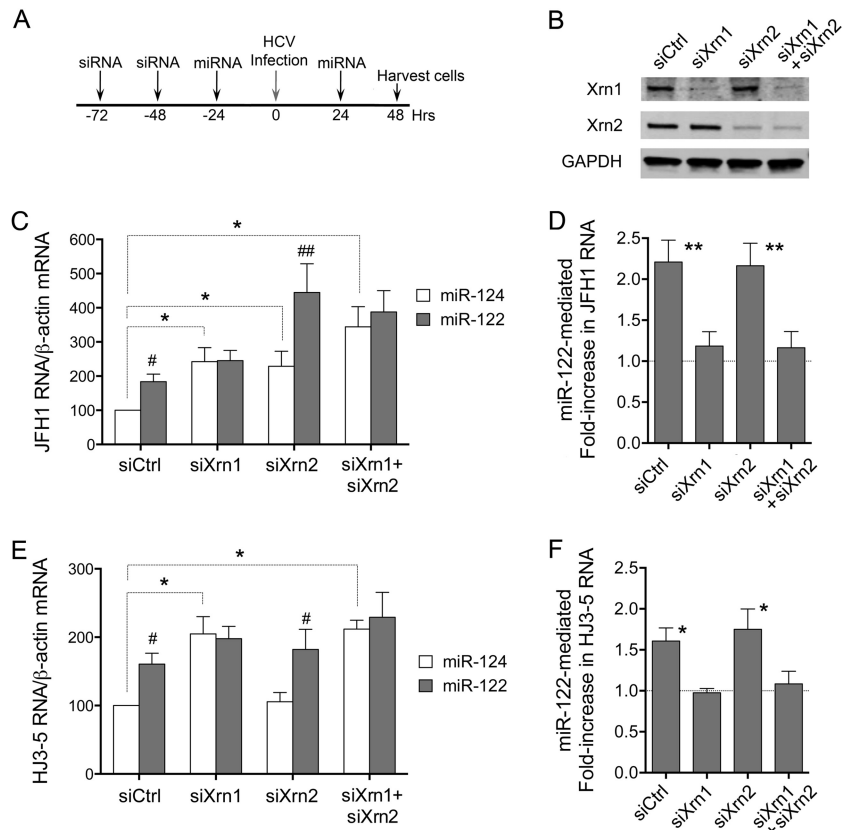 A
siRNA siRNA miRNA HCV Infection miRNA Harvest cells
-72 -48 -24 0 24 48 Hrs
B
siCtrl siXrn1 siXrn2 siXrn1 +siXrn2
Xrn1
Xrn2
GAPDH
C
JFH1 RNA/β-actin mRNA
600
500
400
300
200
100
0
* * * # ##
miR-124
miR-122
siCtrl siXrn1 siXrn2 siXrn1+
siXrn2
D
miR-122-mediated
Fold-increase in JFH1 RNA
2.5
2.0
1.5
1.0
0.5
0.0
** **
siCtrl siXrn1 siXrn2 siXrn1 +siXrn2
E
HJ3-5 RNA/β-actin mRNA
300
200
100
0
* * # #
miR-124
miR-122
siCtrl siXrn1 siXrn2 siXrn1+
siXrn2
F
miR-122-mediated
Fold-increase in HJ3-5 RNA
2.5
2.0
1.5
1.0
0.5
0.0
* *
siCtrl siXrn1 siXrn2 siXrn1 +siXrn2